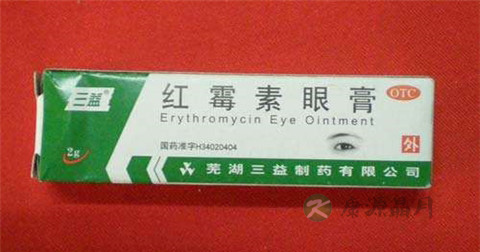 三益®
红霉素眼膏
OTC
Erythromycin Eye Ointment
国药准字H34020404
外
2g
芜湖三益制药有限公司